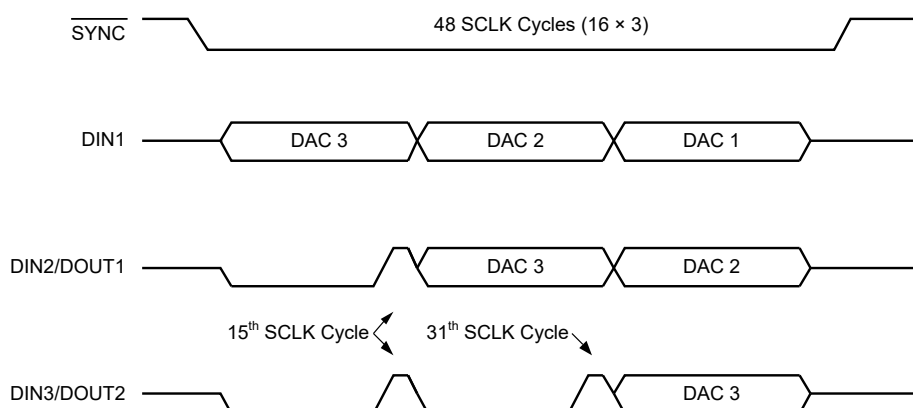 SYNC
48 SCLK Cycles (16 × 3)
DIN1
DAC 3
DAC 2
DAC 1
DIN2/DOUT1
DAC 3
DAC 2
15th SCLK Cycle
31th SCLK Cycle
DIN3/DOUT2
DAC 3